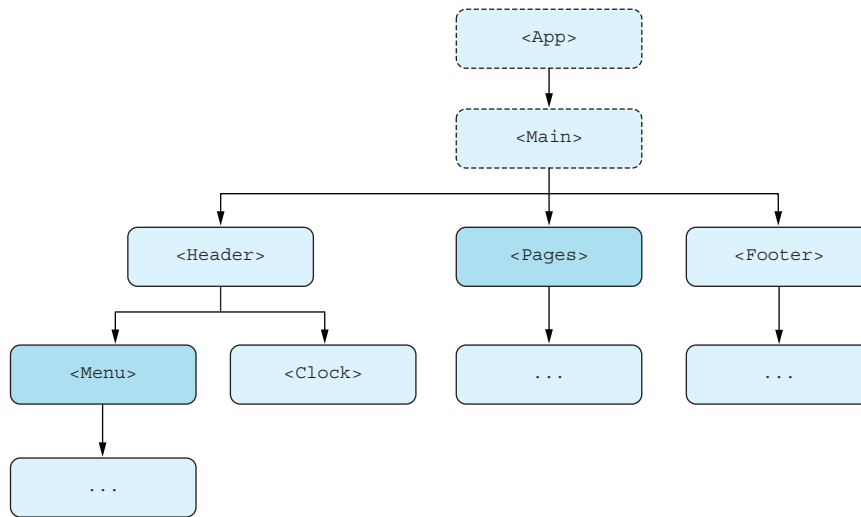 <App>
<Main>
<Header>
<Pages>
<Footer>
<Menu>
<Clock>
...
...
...